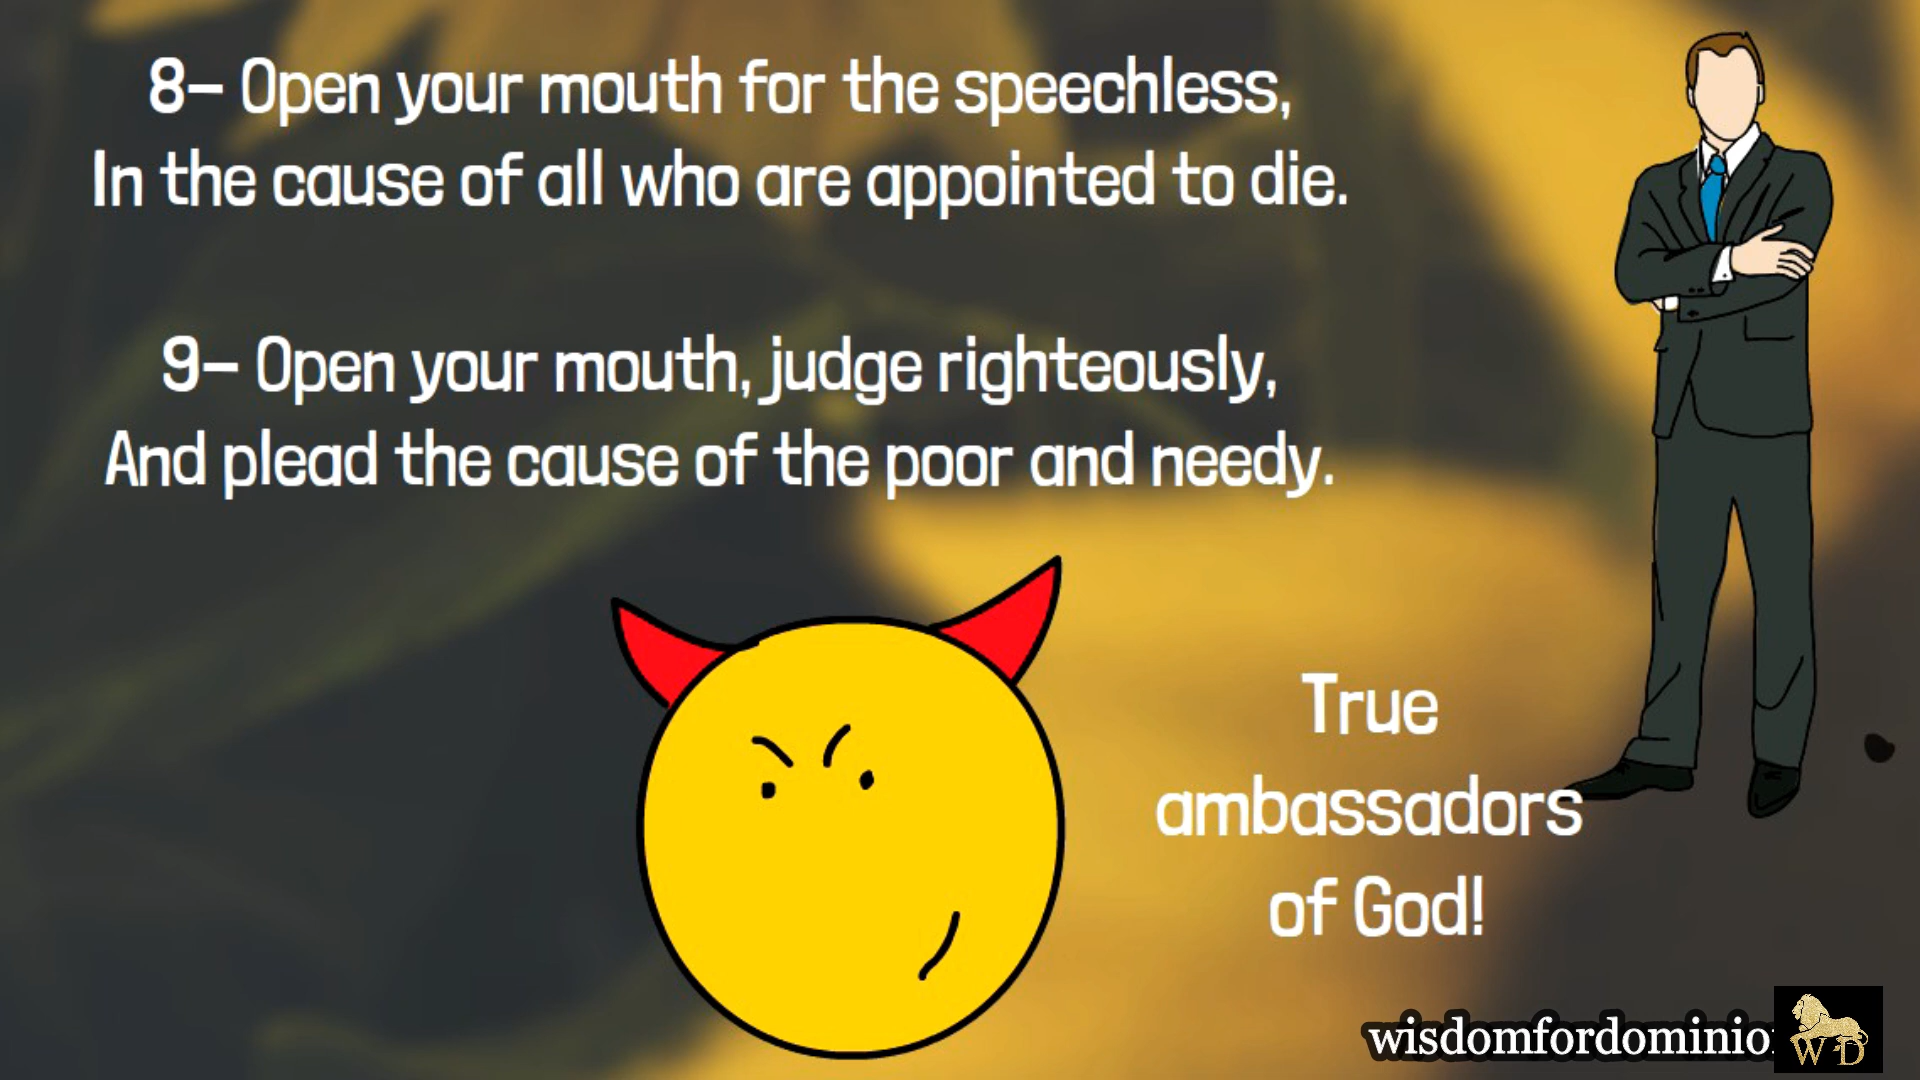 8– Open your mouth for the speechless,
In the cause of all who are appointed to die.
9– Open your mouth, judge righteously,
And plead the cause of the poor and needy.
True
ambassadors
of God!
wisdomfordominio
W D